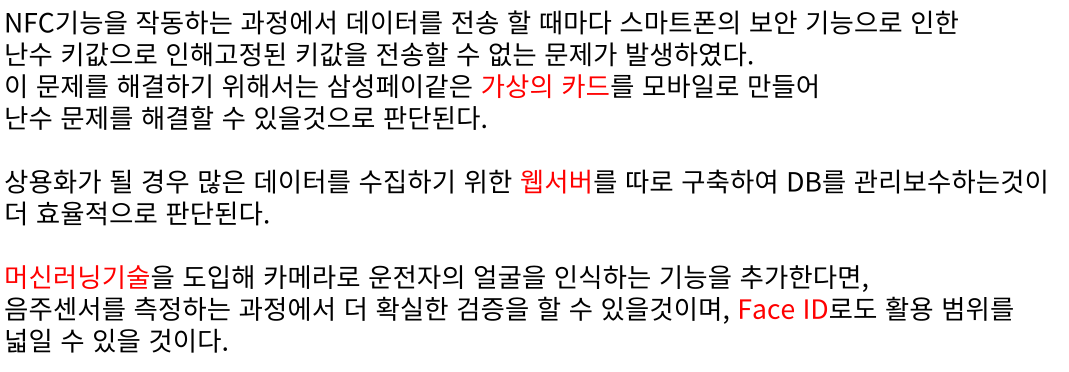 NFC기능을 작동하는 과정에서 데이터를 전송 할 때마다 스마트폰의 보안 기능으로 인한
난수 키값으로 인해고정된 키값을 전송할 수 없는 문제가 발생하였다.
이 문제를 해결하기 위해서는 삼성페이같은 가상의 카드를 모바일로 만들어
난수 문제를 해결할 수 있을것으로 판단된다.
상용화가 될 경우 많은 데이터를 수집하기 위한 웹서버를 따로 구축하여 DB를 관리보수하는것이
더 효율적으로 판단된다.
머신러닝기술을 도입해 카메라로 운전자의 얼굴을 인식하는 기능을 추가한다면,
음주센서를 측정하는 과정에서 더 확실한 검증을 할 수 있을것이며, Face ID로도 활용 범위를
넓일 수 있을 것이다.